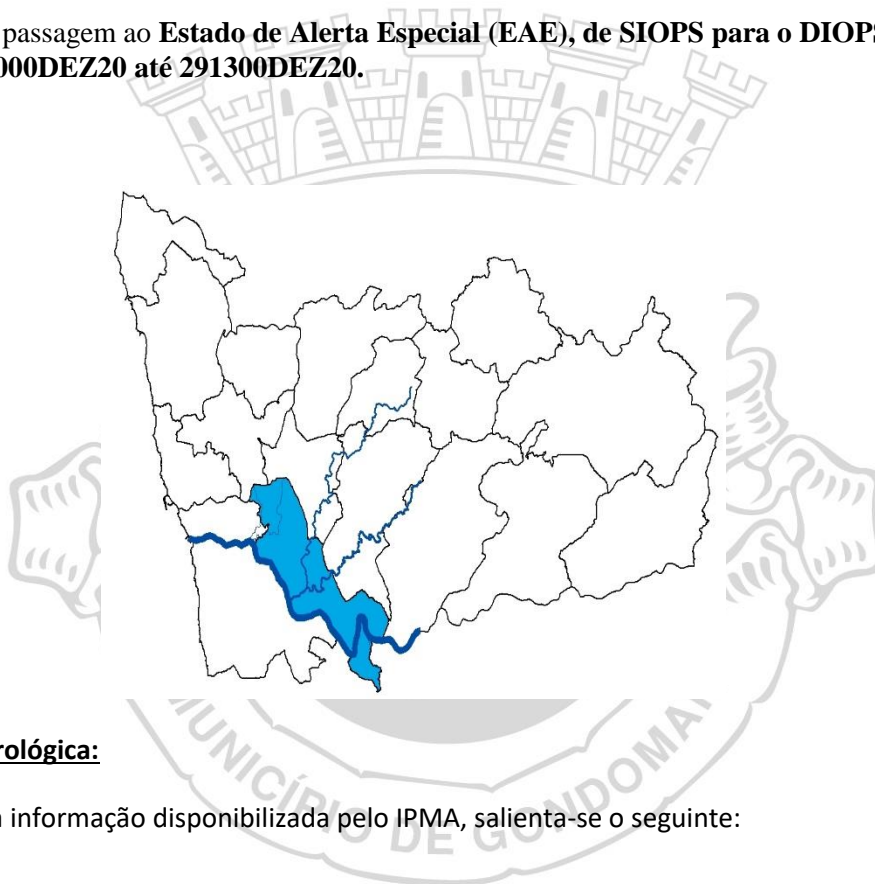 passagem ao Estado de Alerta Especial (EAE), de SIOPS para o DIOPS
000DEZ20 até 291300DEZ20.
rológica:
informação disponibilizada pelo IPMA, salienta-se o seguinte:
MUNICÍPIO DE GONDOMAR